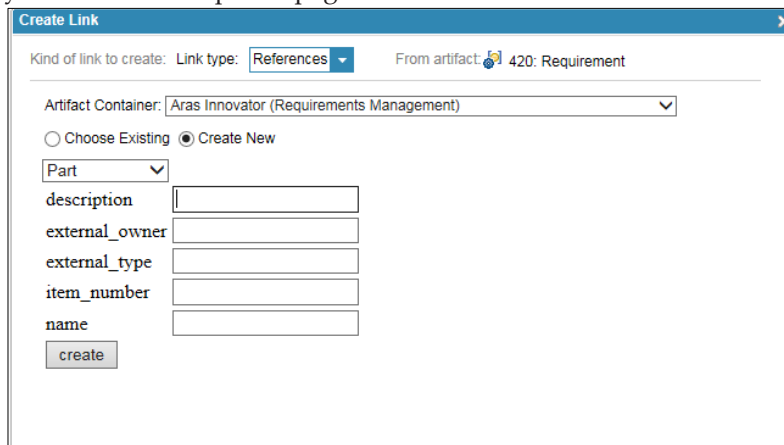 Create Link
Kind of link to create: Link type: References From artifact: 420: Requirement
Artifact Container: Aras Innovator (Requirements Management)
Choose Existing Create New
Part
description
external_owner
external_type
item_number
name
create